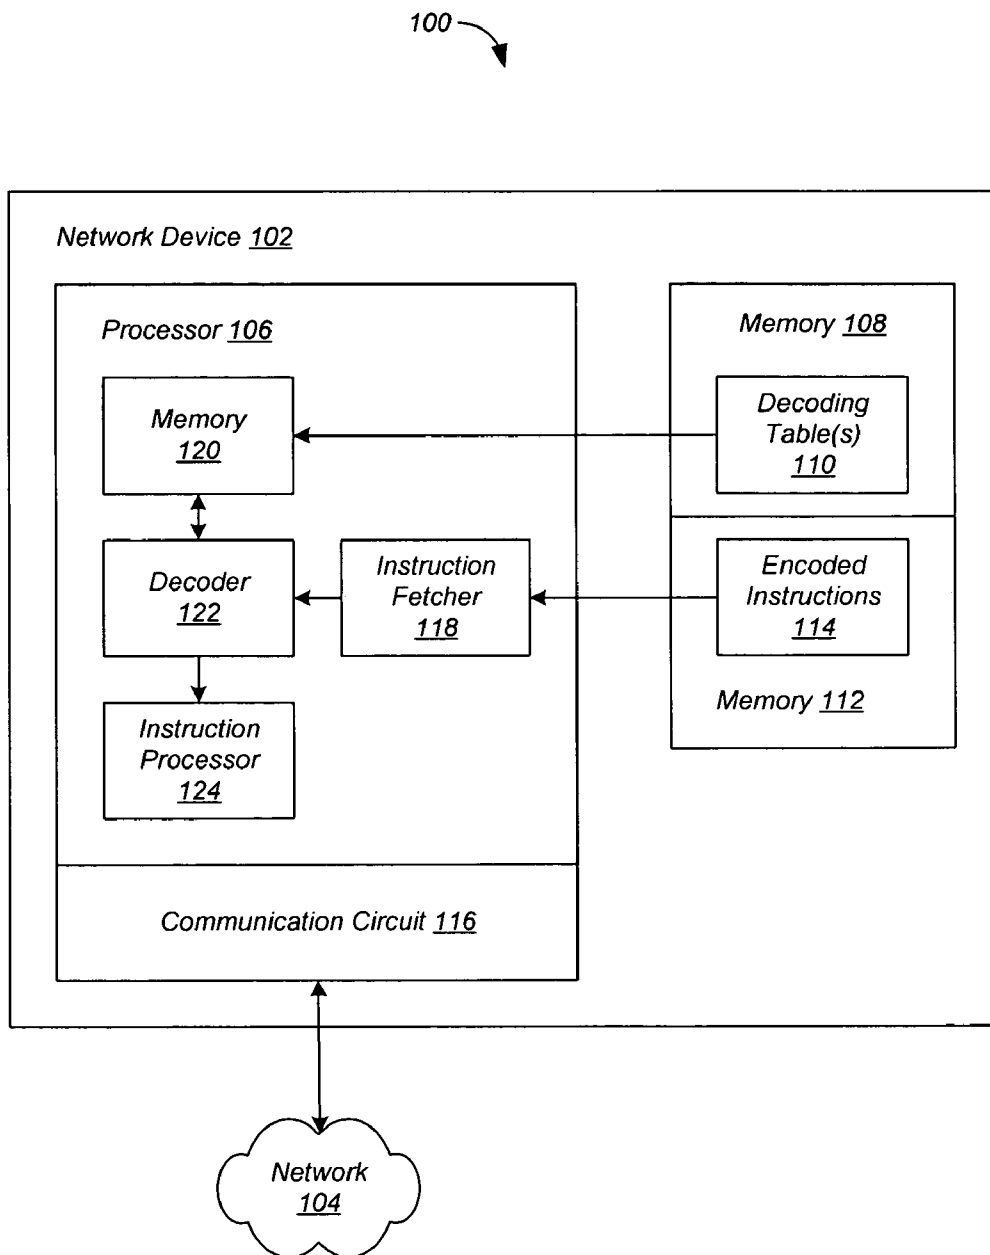 100
Network Device 102
Processor 106
Memory
120
Decoder
122
Instruction
Fetcher
118
Instruction
Processor
124
Communication Circuit 116
Memory 108
Decoding
Table(s)
110
Encoded
Instructions
114
Memory 112
Network
104